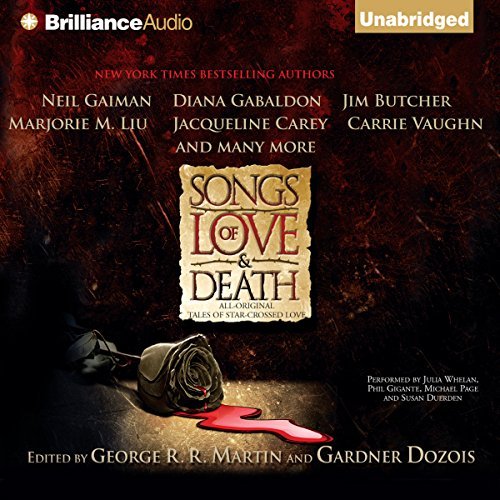 BrillianceAudio
Unabridged
NEW YORK TIMES BESTSELLING AUTHORS
NEIL GAIMAN DIANA GABALDON JIM BUTCHER
MARJORIE M. LIU JACQUELINE CAREY CARRIE VAUGHN
AND MANY MORE
SONGS
OF
LOVE
&
DEATH
ALL-ORIGINAL
TALES OF STAR-CROSSED LOVE
PERFORMED BY JULIA WHELAN,
PHIL GIGANTE, MICHAEL PAGE
AND SUSAN DUERDEN
EDITED BY GEORGE R. R. MARTIN AND GARDNER DOZOIS